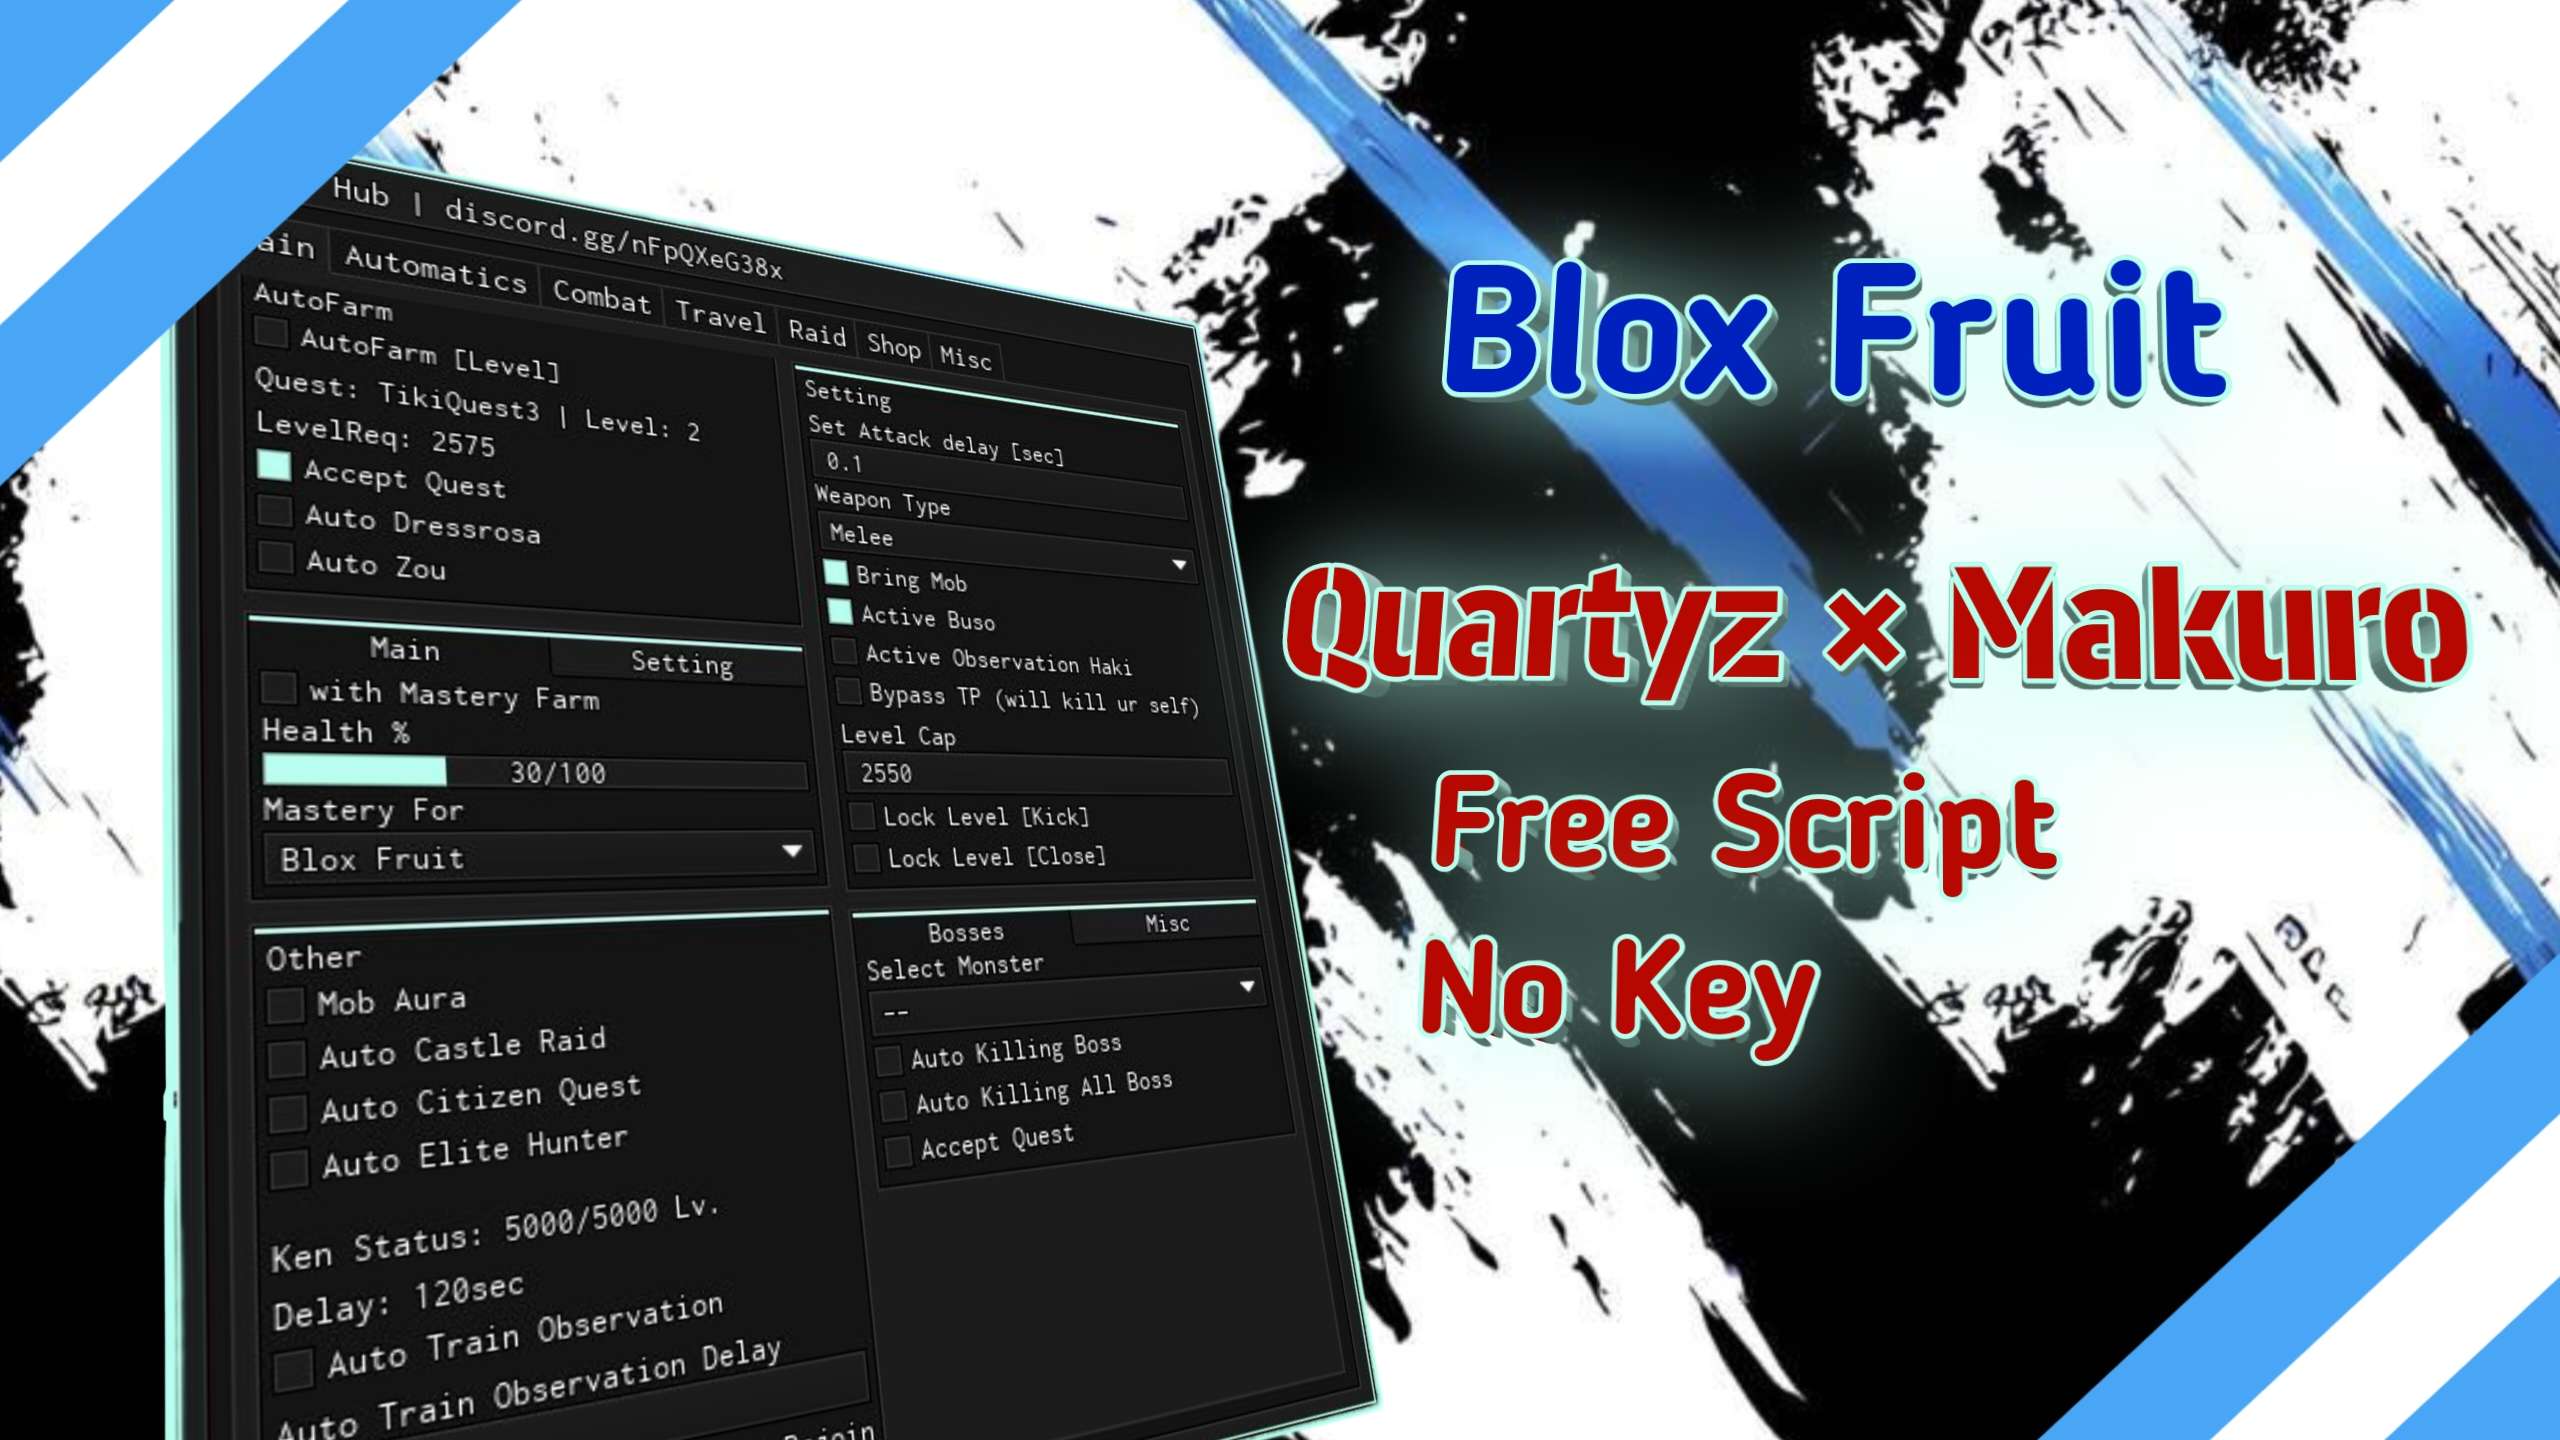 Hub | discord.gg/nFpQXeG38x
Automatics Combat Travel Raid Shop Misc
AutoFarm
AutoFarm [Level]
Quest: TikiQuest3 | Level: 2
LevelReq: 2575
Accept Quest
Auto Dressrosa
Auto Zou
Main Setting
with Mastery Farm
Health %
30/100
Mastery For
Blox Fruit
Other
Mob Aura
Auto Castle Raid
Auto Citizen Quest
Auto Elite Hunter
Ken Status: 5000/5000 Lv.
Delay: 120sec
Auto Train Observation
Auto Train Observation Delay
Setting
Set Attack delay [sec]
0.1
Weapon Type
Melee
Bring Mob
Active Buso
Active Observation Haki
Bypass TP (will kill ur self)
Level Cap
2550
Lock Level [Kick]
Lock Level [Close]
Bosses Misc
Select Monster
--
Auto Killing Boss
Auto Killing All Boss
Accept Quest
Blox Fruit
Quartyz × Makuro
Free Script
No Key